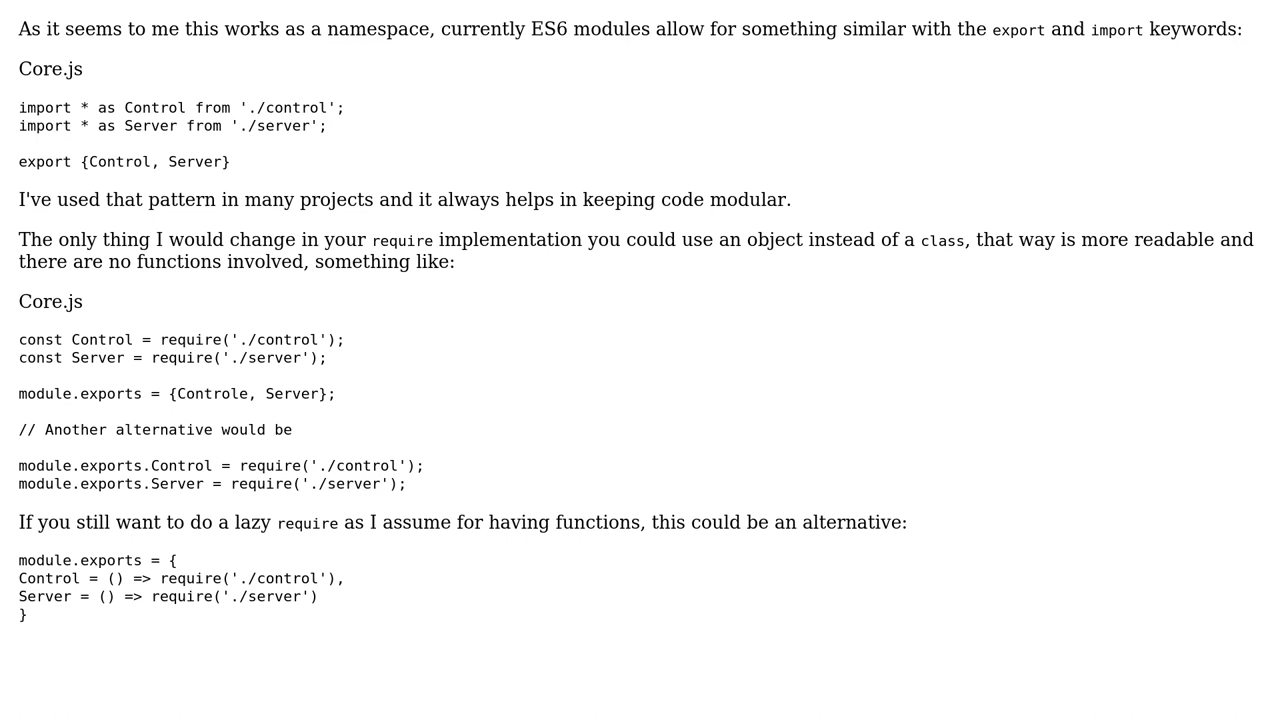 As it seems to me this works as a namespace, currently ES6 modules allow for something similar with the export and import keywords:
Core.js
import * as Control from './control';
import * as Server from './server';
export {Control, Server}
I've used that pattern in many projects and it always helps in keeping code modular.
The only thing I would change in your require implementation you could use an object instead of a class, that way is more readable and
there are no functions involved, something like:
Core.js
const Control = require('./control');
const Server = require('./server');
module.exports = {Controle, Server};
// Another alternative would be
module.exports.Control = require('./control');
module.exports.Server = require('./server');
If you still want to do a lazy require as I assume for having functions, this could be an alternative:
module.exports = {
Control = () => require('./control'),
Server = () => require('./server')
}